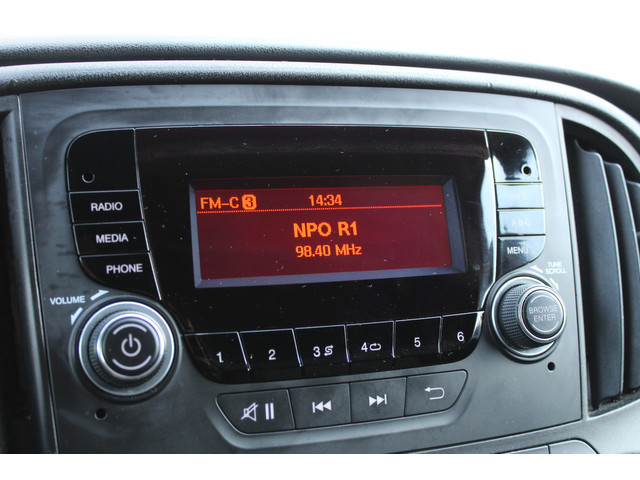 FM-C 3 14:34
NPO R1
98.40 MHz
RADIO
MEDIA
PHONE
A-B-C
MENU
VOLUME
TUNE
SCROLL
BROWSE
ENTER
1 2 3 4 5 6